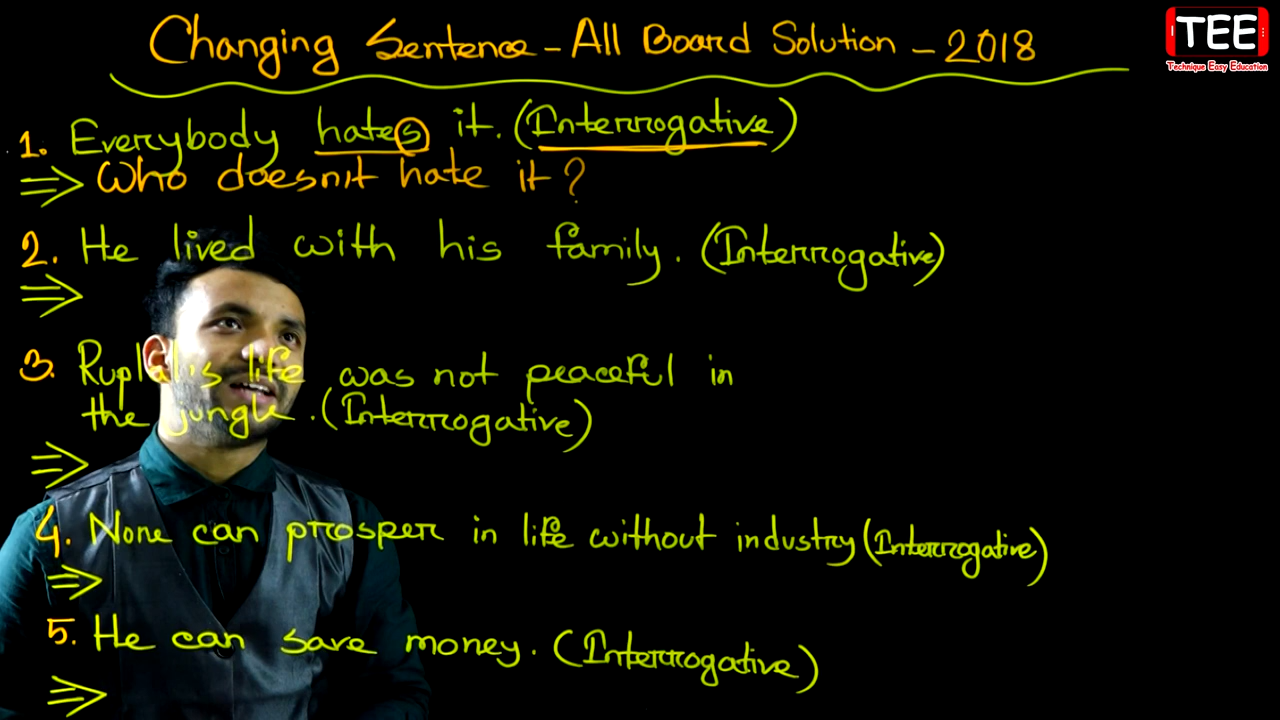 Changing Sentence - All Board Solution - 2018
TEE
Technique Easy Education
1. Everybody hates it. (Interrogative)
⇒ Who doesn't hate it?
2. He lived with his family. (Interrogative)
⇒
3. Ruplal's life was not peaceful in
the jungle. (Interrogative)
⇒
4. None can prosper in life without industry (Interrogative)
⇒
5. He can save money. (Interrogative)
⇒